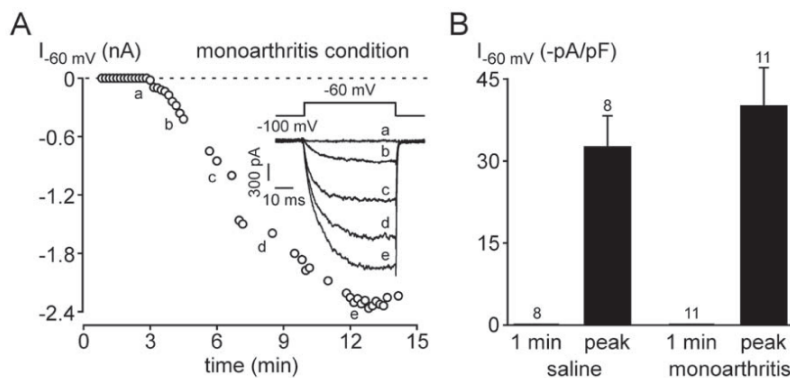 A
I-60 mV (nA)
monoarthritis condition
0
-0.6
-1.2
-1.8
-2.4
a
b
c
d
e
-60 mV
-100 mV
300 pA
10 ms
a
b
c
d
e
0 3 6 9 12 15
time (min)
B
I-60 mV (-pA/pF)
45
30
15
0
8
8
11
11
1 min peak 1 min peak
saline monoarthritis